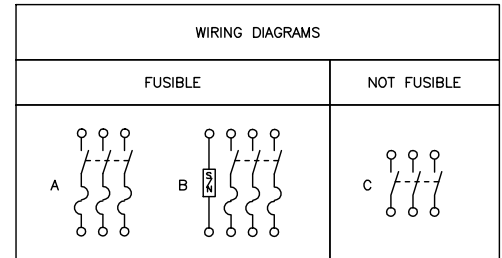 WIRING DIAGRAMS
FUSIBLE
NOT FUSIBLE
A
B
S/N
C